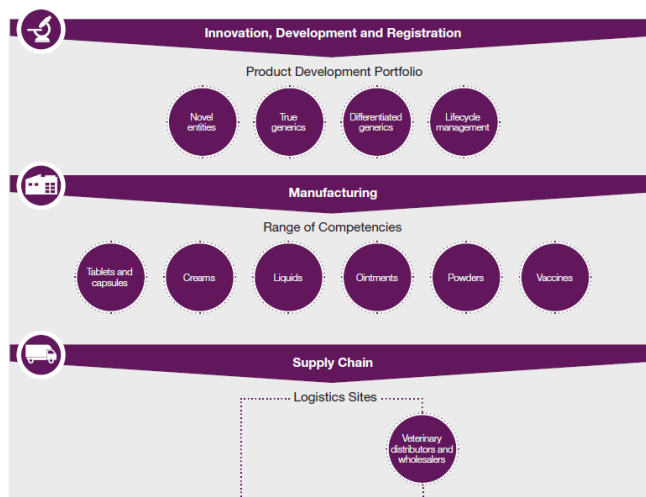 Innovation, Development and Registration
Product Development Portfolio
Novel
entities
True
generics
Differentiated
generics
Lifecycle
management
Manufacturing
Range of Competencies
Tablets and
capsules
Creams
Liquids
Ointments
Powders
Vaccines
Supply Chain
Logistics Sites
Veterinary
distributors and
wholesalers